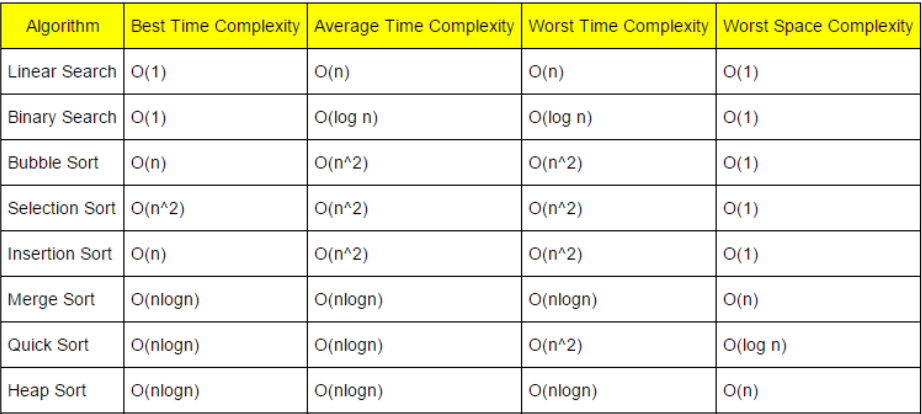 Algorithm Best Time Complexity Average Time Complexity Worst Time Complexity Worst Space Complexity
Linear Search O(1) O(n) O(n) O(1)
Binary Search O(1) O(log n) O(log n) O(1)
Bubble Sort O(n) O(n^2) O(n^2) O(1)
Selection Sort O(n^2) O(n^2) O(n^2) O(1)
Insertion Sort O(n) O(n^2) O(n^2) O(1)
Merge Sort O(nlogn) O(nlogn) O(nlogn) O(n)
Quick Sort O(nlogn) O(nlogn) O(n^2) O(log n)
Heap Sort O(nlogn) O(nlogn) O(nlogn) O(n)